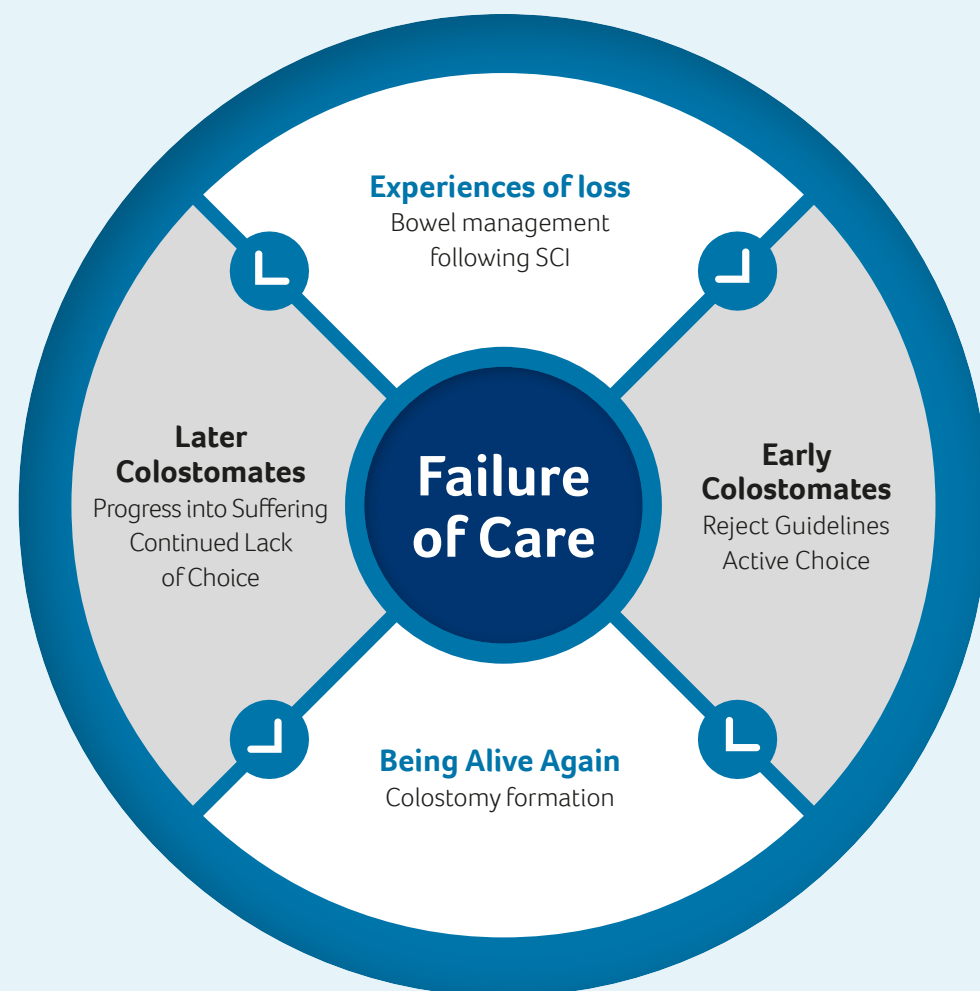 Experiences of loss
Bowel management
following SCI
Later
Colostomates
Progress into Suffering
Continued Lack
of Choice
Failure
of Care
Early
Colostomates
Reject Guidelines
Active Choice
Being Alive Again
Colostomy formation